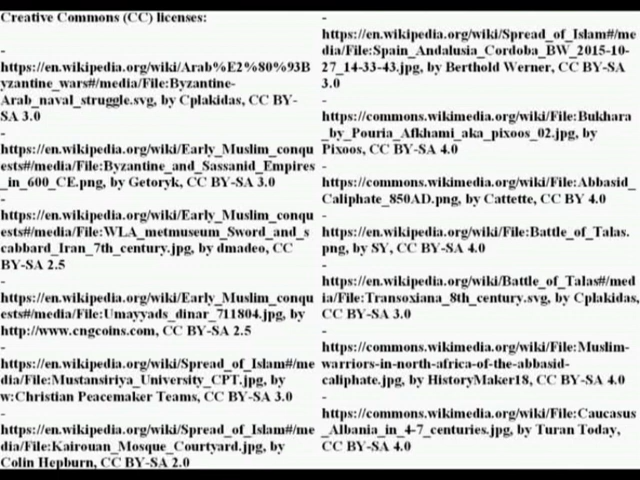 Creative Commons (CC) licenses:
-
https://en.wikipedia.org/wiki/Arab%E2%80%93B
yzantine_wars#/media/File:Byzantine-
Arab_naval_struggle.svg, by Cplakidas, CC BY-
SA 3.0
-
https://en.wikipedia.org/wiki/Early_Muslim_conqu
ests#/media/File:Byzantine_and_Sassanid_Empires
_in_600_CE.png, by Getoryk, CC BY-SA 3.0
-
https://en.wikipedia.org/wiki/Early_Muslim_conqu
ests#/media/File:WLA_metmuseum_Sword_and_s
cabbard_Iran_7th_century.jpg, by dmadeo, CC
BY-SA 2.5
-
https://en.wikipedia.org/wiki/Early_Muslim_conqu
ests#/media/File:Umayyads_dinar_711804.jpg, by
http://www.cngcoins.com, CC BY-SA 2.5
-
https://en.wikipedia.org/wiki/Spread_of_Islam#/me
dia/File:Mustansiriya_University_CPT.jpg, by
w:Christian Peacemaker Teams, CC BY-SA 3.0
-
https://en.wikipedia.org/wiki/Spread_of_Islam#/me
dia/File:Kairouan_Mosque_Courtyard.jpg, by
Colin Hepburn, CC BY-SA 2.0
-
https://en.wikipedia.org/wiki/Spread_of_Islam#/me
dia/File:Spain_Andalusia_Cordoba_BW_2015-10-
27_14-33-43.jpg, by Berthold Werner, CC BY-SA
3.0
-
https://commons.wikimedia.org/wiki/File:Bukhara
_by_Pouria_Afkhami_aka_pixoos_02.jpg, by
Pixoos, CC BY-SA 4.0
-
https://commons.wikimedia.org/wiki/File:Abbasid_
Caliphate_850AD.png, by Cattette, CC BY 4.0
-
https://en.wikipedia.org/wiki/File:Battle_of_Talas.
png, by SY, CC BY-SA 4.0
-
https://en.wikipedia.org/wiki/Battle_of_Talas#/med
ia/File:Transoxiana_8th_century.svg, by Cplakidas,
CC BY-SA 3.0
-
https://commons.wikimedia.org/wiki/File:Muslim-
warriors-in-north-africa-of-the-abbasid-
caliphate.jpg, by HistoryMaker18, CC BY-SA 4.0
-
https://commons.wikimedia.org/wiki/File:Caucasus
_Albania_in_4-7_centuries.jpg, by Turan Today,
CC BY-SA 4.0